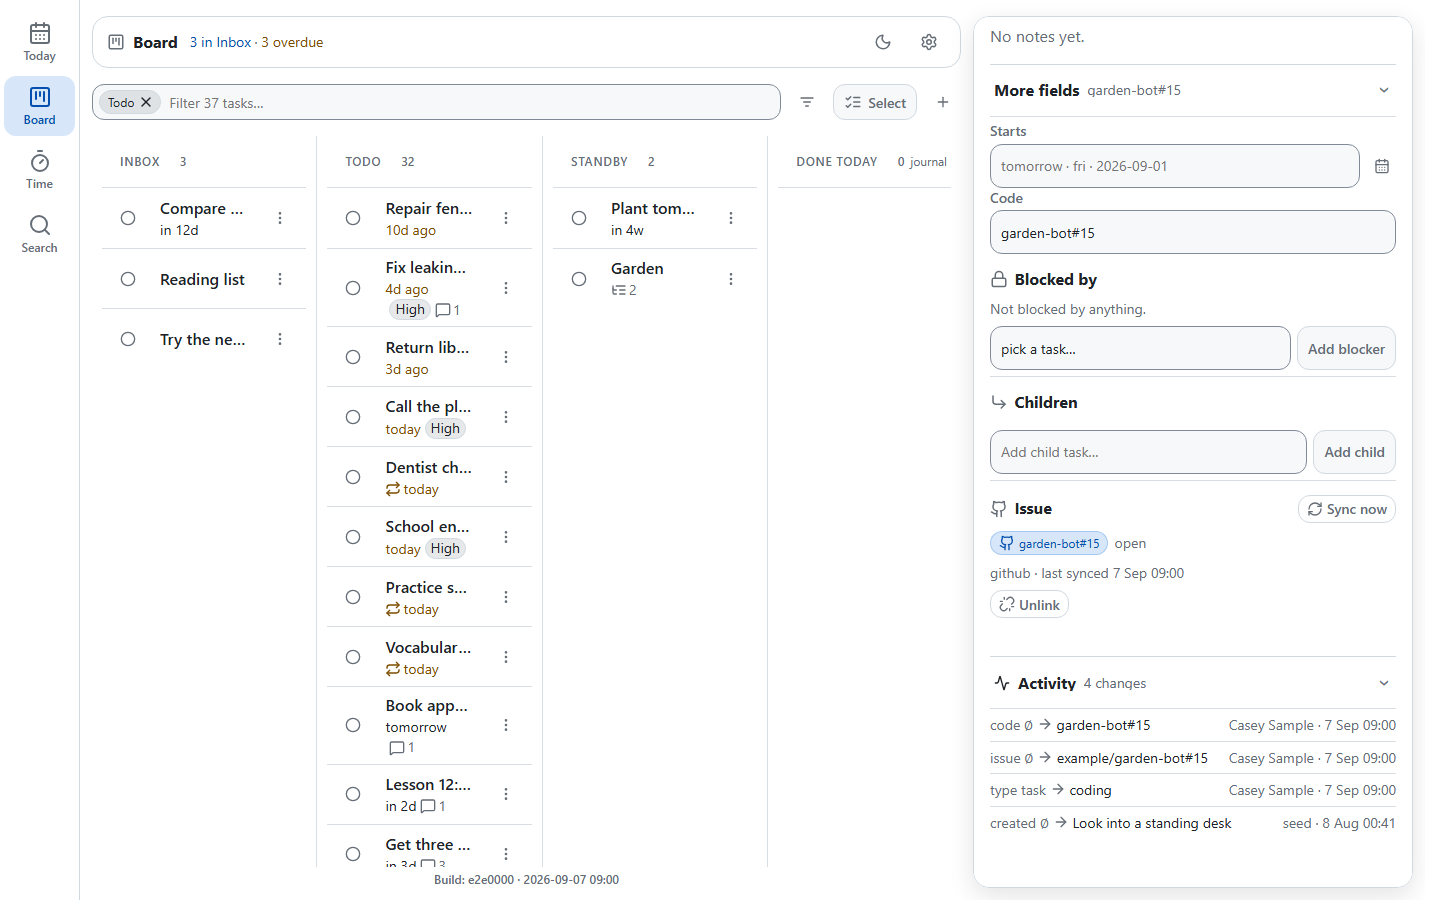 Today
Board
Time
Search
Board 3 in Inbox · 3 overdue
Todo Filter 37 tasks...
Select
INBOX 3
Compare ...
in 12d
Reading list
Try the ne...
TODO 32
Repair fen...
10d ago
Fix leakin...
4d ago
High 1
Return lib...
3d ago
Call the pl...
today High
Dentist ch...
today
School en...
today High
Practice s...
today
Vocabular...
today
Book app...
tomorrow
1
Lesson 12:...
in 2d 1
Get three ...
in 3d 3
STANDBY 2
Plant tom...
in 4w
Garden
2
DONE TODAY 0 journal
Build: e2e0000 · 2026-09-07 09:00
No notes yet.
More fields garden-bot#15
Starts
tomorrow · fri · 2026-09-01
Code
garden-bot#15
Blocked by
Not blocked by anything.
pick a task... Add blocker
Children
Add child task... Add child
Issue Sync now
garden-bot#15 open
github · last synced 7 Sep 09:00
Unlink
Activity 4 changes
code ∅ → garden-bot#15 Casey Sample · 7 Sep 09:00
issue ∅ → example/garden-bot#15 Casey Sample · 7 Sep 09:00
type task → coding Casey Sample · 7 Sep 09:00
created ∅ → Look into a standing desk seed · 8 Aug 00:41